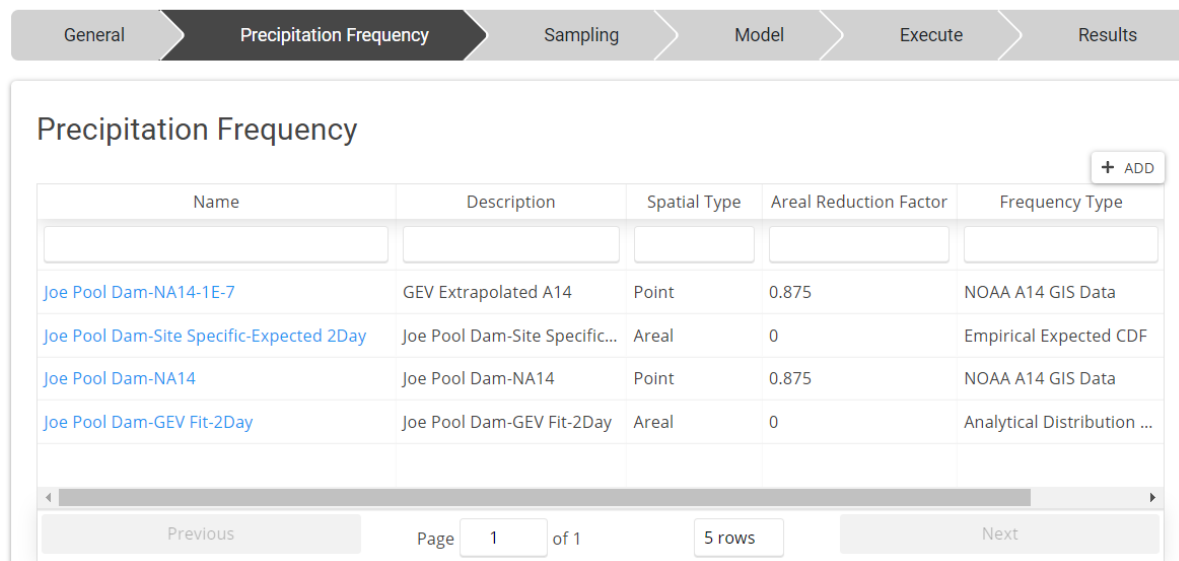 General Precipitation Frequency Sampling Model Execute Results
Precipitation Frequency
+ ADD
Name Description Spatial Type Areal Reduction Factor Frequency Type
Joe Pool Dam-NA14-1E-7 GEV Extrapolated A14 Point 0.875 NOAA A14 GIS Data
Joe Pool Dam-Site Specific-Expected 2Day Joe Pool Dam-Site Specific... Areal 0 Empirical Expected CDF
Joe Pool Dam-NA14 Joe Pool Dam-NA14 Point 0.875 NOAA A14 GIS Data
Joe Pool Dam-GEV Fit-2Day Joe Pool Dam-GEV Fit-2Day Areal 0 Analytical Distribution ...
Previous Page 1 of 1 5 rows Next